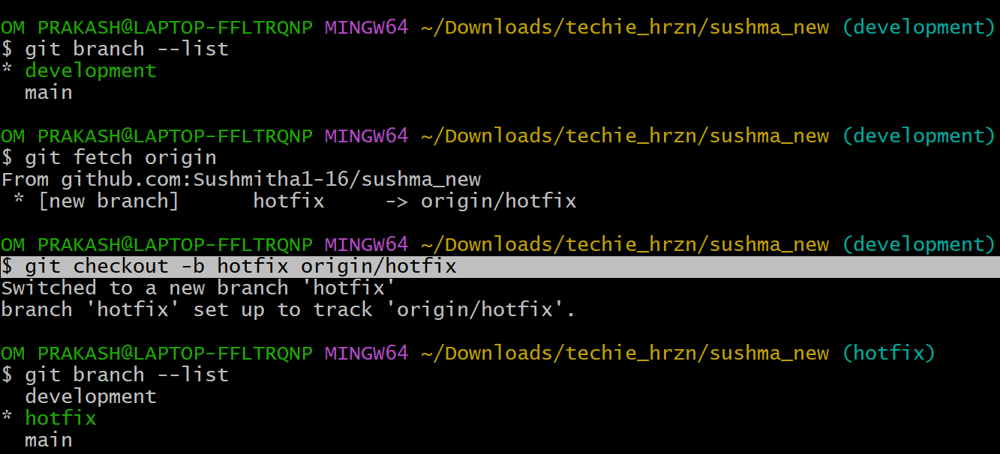 OM PRAKASH@LAPTOP-FFLTRQNP MINGW64 ~/Downloads/techie_hrzn/sushma_new (development)
$ git branch --list
* development
  main
OM PRAKASH@LAPTOP-FFLTRQNP MINGW64 ~/Downloads/techie_hrzn/sushma_new (development)
$ git fetch origin
From github.com:Sushmitha1-16/sushma_new
 * [new branch]      hotfix     -> origin/hotfix
OM PRAKASH@LAPTOP-FFLTRQNP MINGW64 ~/Downloads/techie_hrzn/sushma_new (development)
$ git checkout -b hotfix origin/hotfix
Switched to a new branch 'hotfix'
branch 'hotfix' set up to track 'origin/hotfix'.
OM PRAKASH@LAPTOP-FFLTRQNP MINGW64 ~/Downloads/techie_hrzn/sushma_new (hotfix)
$ git branch --list
  development
* hotfix
  main